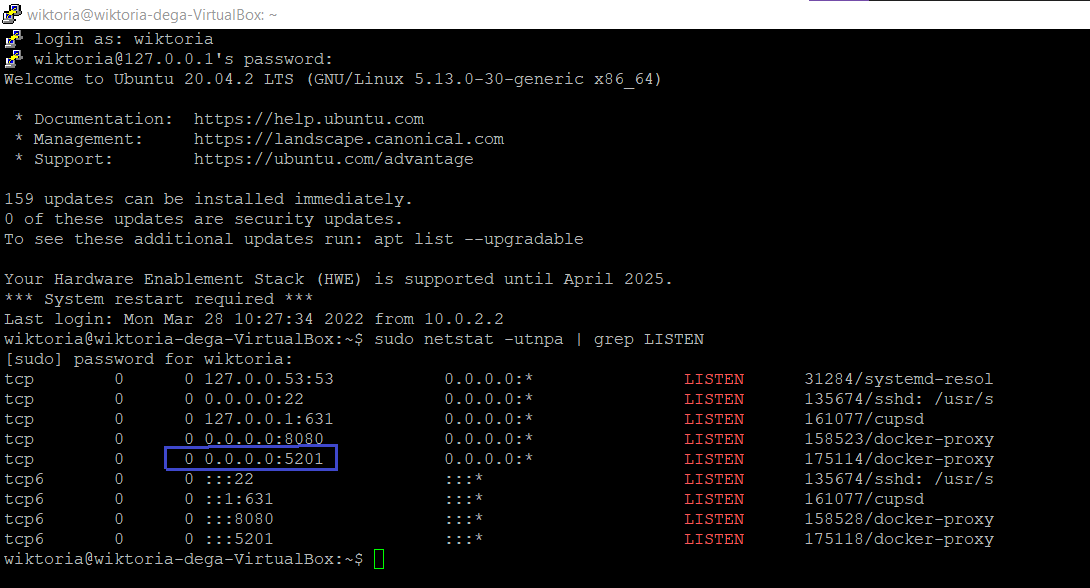 wiktoria@wiktoria-dega-VirtualBox: ~
login as: wiktoria
wiktoria@127.0.0.1's password:
Welcome to Ubuntu 20.04.2 LTS (GNU/Linux 5.13.0-30-generic x86_64)
* Documentation:  https://help.ubuntu.com
* Management:     https://landscape.canonical.com
* Support:        https://ubuntu.com/advantage
159 updates can be installed immediately.
0 of these updates are security updates.
To see these additional updates run: apt list --upgradable
Your Hardware Enablement Stack (HWE) is supported until April 2025.
*** System restart required ***
Last login: Mon Mar 28 10:27:34 2022 from 10.0.2.2
wiktoria@wiktoria-dega-VirtualBox:~$ sudo netstat -utnpa | grep LISTEN
[sudo] password for wiktoria:
tcp        0      0 127.0.0.53:53           0.0.0.0:*               LISTEN      31284/systemd-resol
tcp        0      0 0.0.0.0:22              0.0.0.0:*               LISTEN      135674/sshd: /usr/s
tcp        0      0 127.0.0.1:631           0.0.0.0:*               LISTEN      161077/cupsd
tcp        0      0 0.0.0.0:8080            0.0.0.0:*               LISTEN      158523/docker-proxy
tcp        0      0 0.0.0.0:5201            0.0.0.0:*               LISTEN      175114/docker-proxy
tcp6       0      0 :::22                   :::*                    LISTEN      135674/sshd: /usr/s
tcp6       0      0 ::1:631                 :::*                    LISTEN      161077/cupsd
tcp6       0      0 :::8080                 :::*                    LISTEN      158528/docker-proxy
tcp6       0      0 :::5201                 :::*                    LISTEN      175118/docker-proxy
wiktoria@wiktoria-dega-VirtualBox:~$